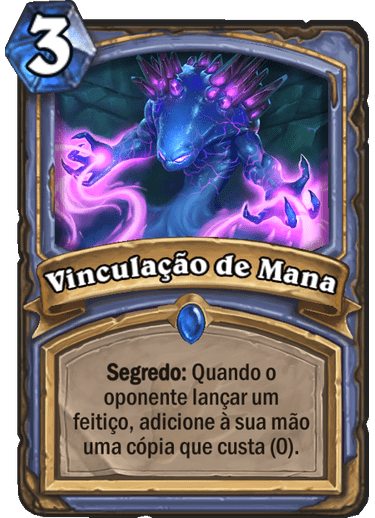 3
Vinculação de Mana
Segredo: Quando o
oponente lançar um
feitiço, adicione à sua mão
uma cópia que custa (0).